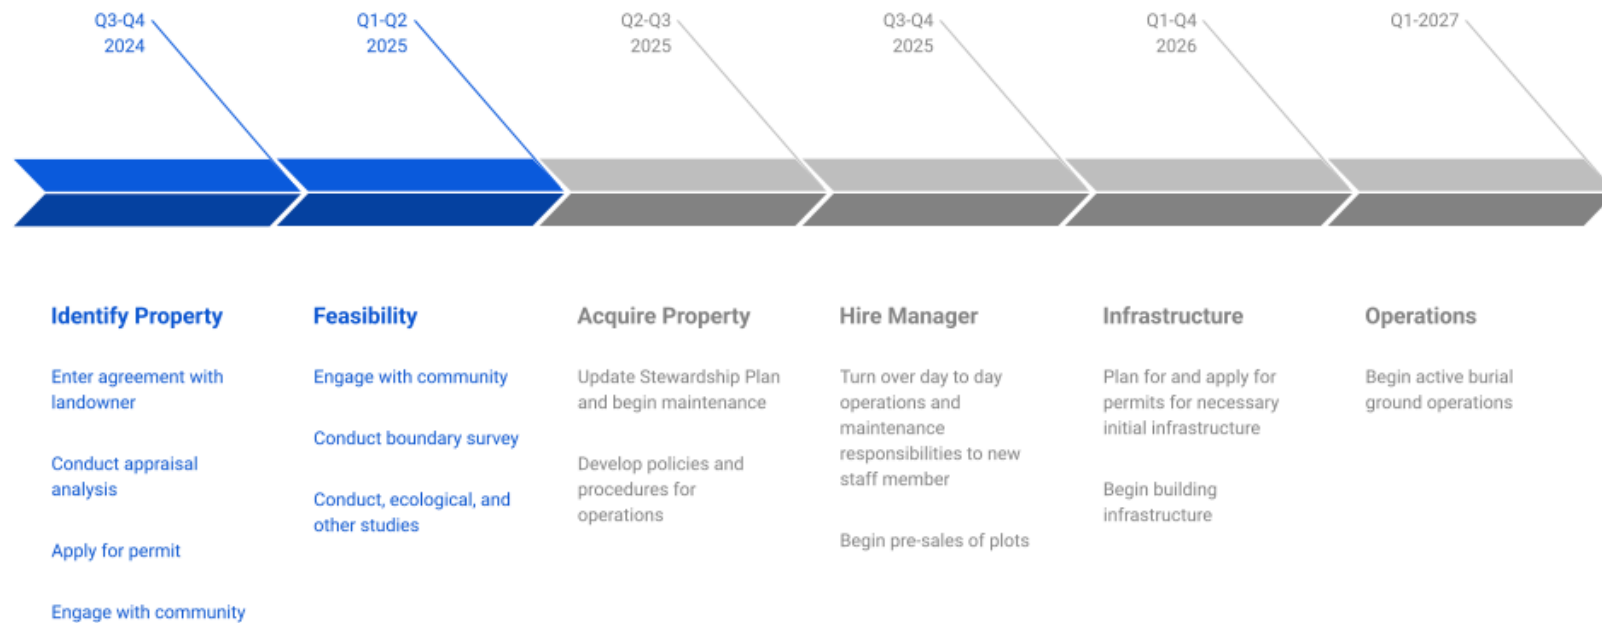 Q3-Q4
2024
Q1-Q2
2025
Q2-Q3
2025
Q3-Q4
2025
Q1-Q4
2026
Q1-2027
Identify Property
Enter agreement with
landowner
Conduct appraisal
analysis
Apply for permit
Engage with community
Feasibility
Engage with community
Conduct boundary survey
Conduct, ecological, and
other studies
Acquire Property
Update Stewardship Plan
and begin maintenance
Develop policies and
procedures for
operations
Hire Manager
Turn over day to day
operations and
maintenance
responsibilities to new
staff member
Begin pre-sales of plots
Infrastructure
Plan for and apply for
permits for necessary
initial infrastructure
Begin building
infrastructure
Operations
Begin active burial
ground operations